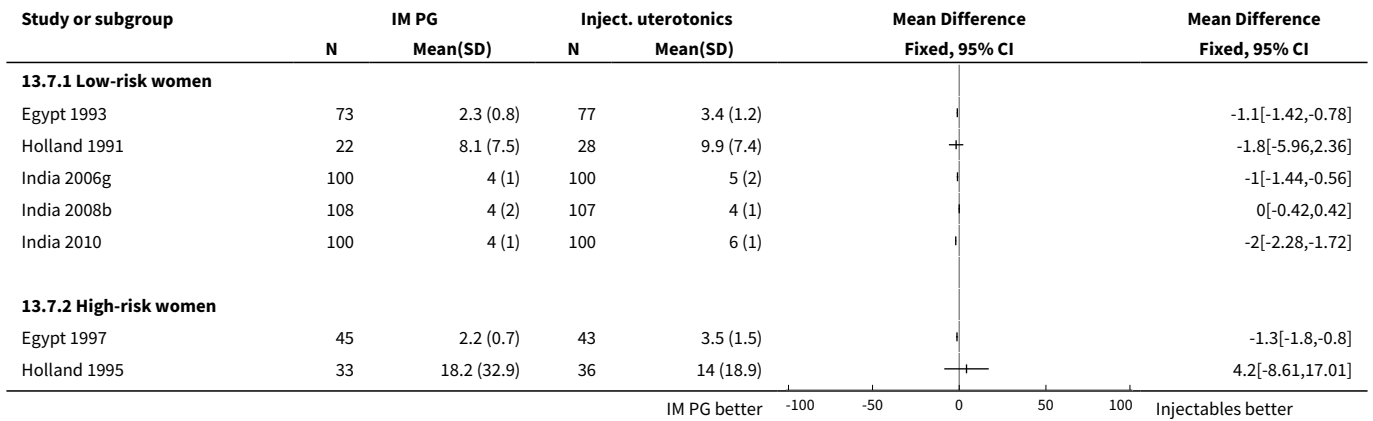 Study or subgroup IM PG Inject. uterotonics Mean Difference Mean Difference
N Mean(SD) N Mean(SD) Fixed, 95% CI Fixed, 95% CI
13.7.1 Low-risk women
Egypt 1993 73 2.3 (0.8) 77 3.4 (1.2) -1.1[-1.42,-0.78]
Holland 1991 22 8.1 (7.5) 28 9.9 (7.4) -1.8[-5.96,2.36]
India 2006g 100 4 (1) 100 5 (2) -1[-1.44,-0.56]
India 2008b 108 4 (2) 107 4 (1) 0[-0.42,0.42]
India 2010 100 4 (1) 100 6 (1) -2[-2.28,-1.72]
13.7.2 High-risk women
Egypt 1997 45 2.2 (0.7) 43 3.5 (1.5) -1.3[-1.8,-0.8]
Holland 1995 33 18.2 (32.9) 36 14 (18.9) 4.2[-8.61,17.01]
IM PG better -100 -50 0 50 100 Injectables better